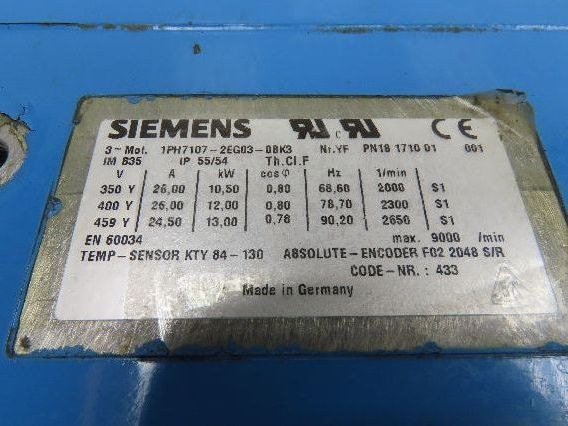 SIEMENS
3~Mot. 1PH7107-2EG03-0BK3 Nr.YF PN18 1710 01 001
IM B35 IP 55/54 Th.Cl.F
V A kW cosφ Hz 1/min
350 Y 26,00 10,50 0,80 68,60 2000 S1
400 Y 26,00 12,00 0,80 78,70 2300 S1
459 Y 24,50 13,00 0,78 90,20 2650 S1
EN 60034 max. 9000 /min
TEMP-SENSOR KTY 84-130 ABSOLUTE-ENCODER F02 2048 S/R
CODE-NR.: 433
Made in Germany